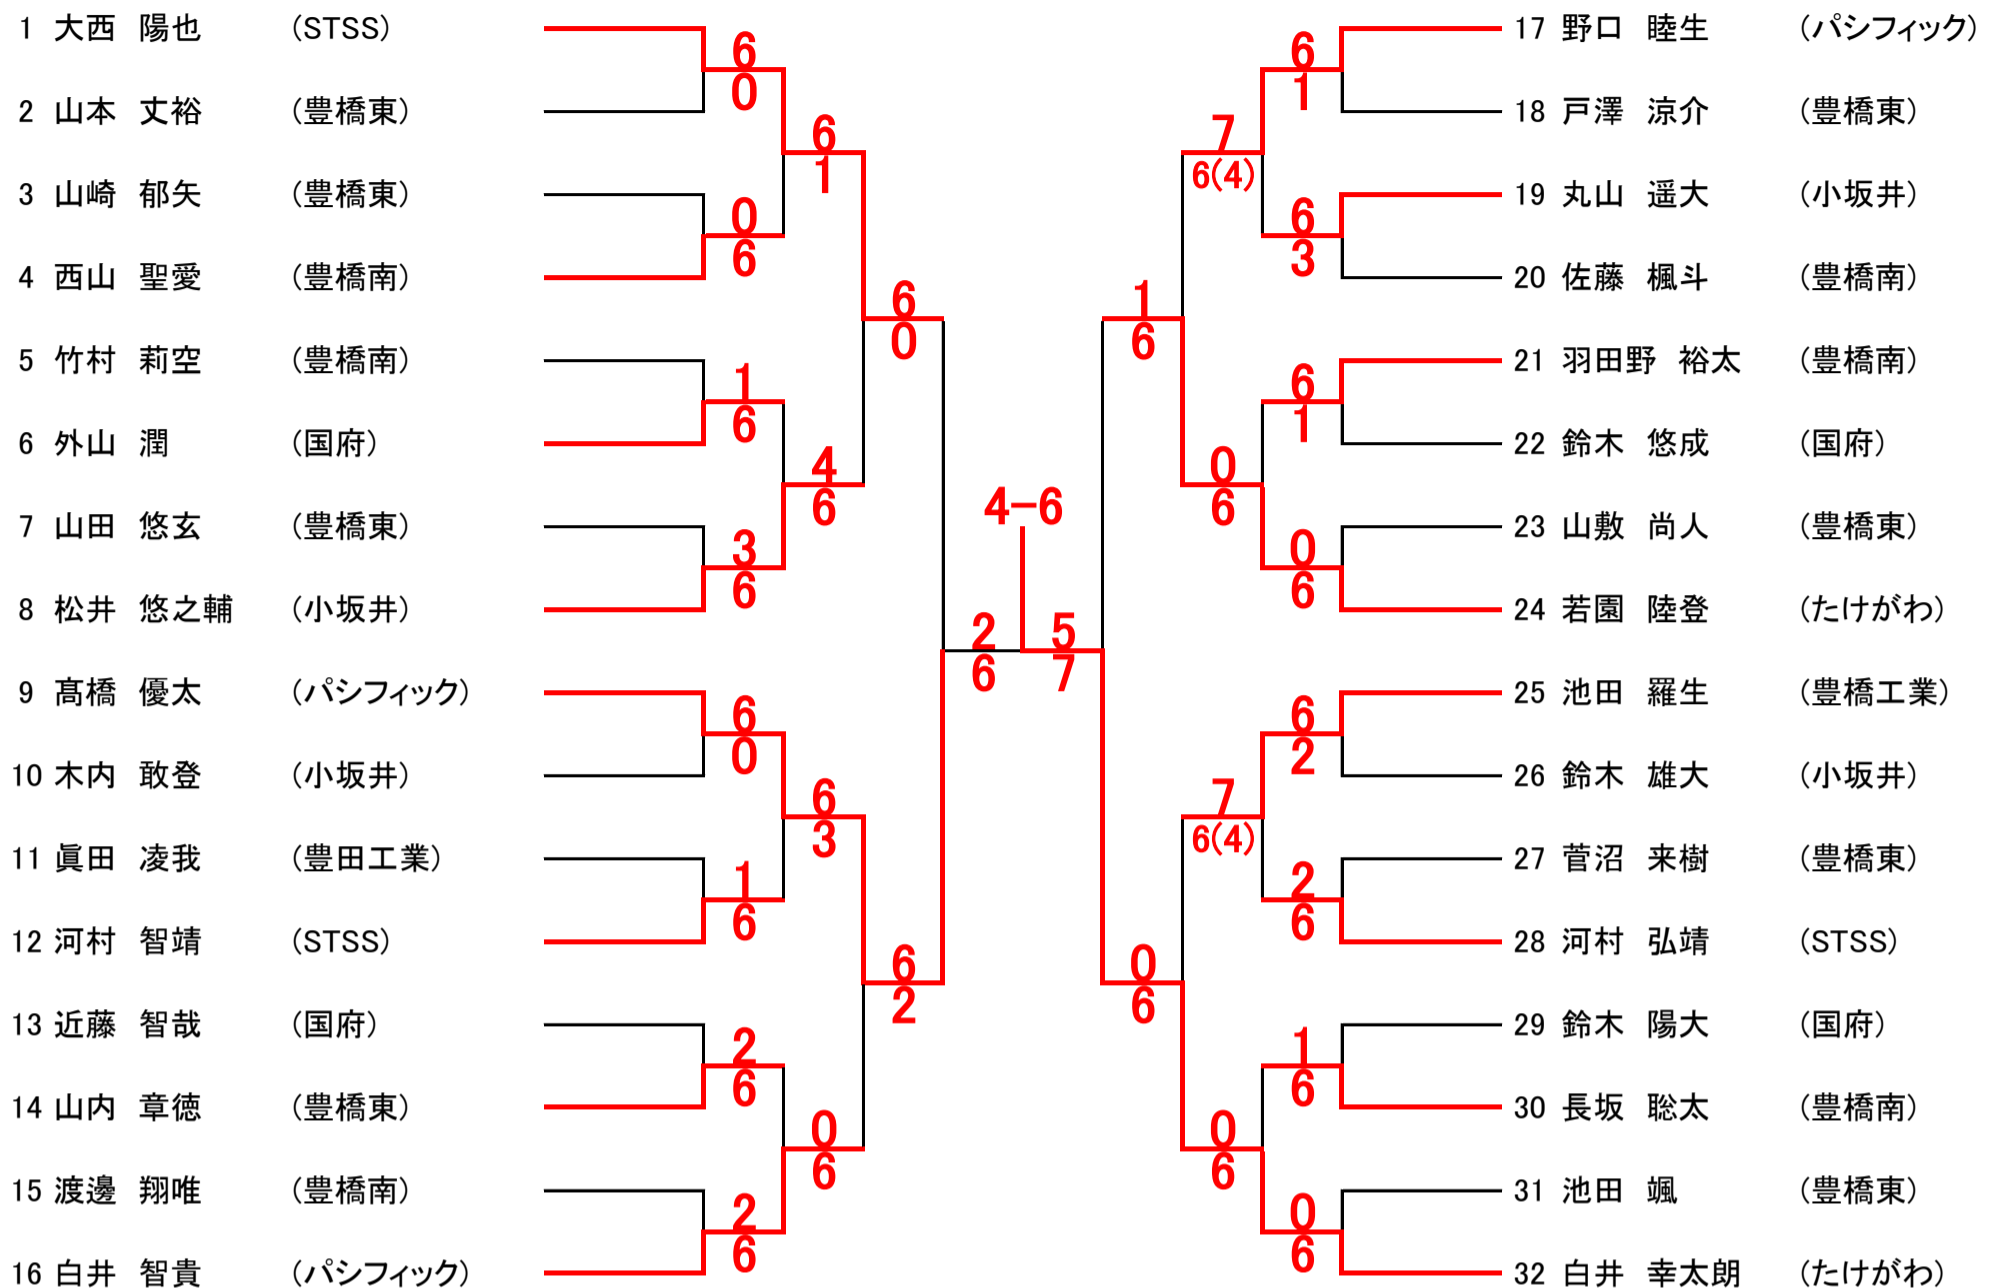 1 大西 陽也 (STSS)
2 山本 丈裕 (豊橋東)
3 山崎 郁矢 (豊橋東)
4 西山 聖愛 (豊橋南)
5 竹村 莉空 (豊橋南)
6 外山 潤 (国府)
7 山田 悠玄 (豊橋東)
8 松井 悠之輔 (小坂井)
9 髙橋 優太 (パシフィック)
10 木内 敢登 (小坂井)
11 眞田 凌我 (豊田工業)
12 河村 智靖 (STSS)
13 近藤 智哉 (国府)
14 山内 章徳 (豊橋東)
15 渡邊 翔唯 (豊橋南)
16 白井 智貴 (パシフィック)
6
0
0
6
1
6
3
6
6
0
1
6
2
6
2
6
6
1
4
6
6
3
0
6
6
0
6
2
2
6
4-6
5
7
1
6
0
6
7
6(4)
0
6
7
6(4)
0
6
6
1
6
3
6
1
0
6
6
2
2
6
1
6
0
6
17 野口 睦生 (パシフィック)
18 戸澤 涼介 (豊橋東)
19 丸山 遥大 (小坂井)
20 佐藤 楓斗 (豊橋南)
21 羽田野 裕太 (豊橋南)
22 鈴木 悠成 (国府)
23 山敷 尚人 (豊橋東)
24 若園 陸登 (たけがわ)
25 池田 羅生 (豊橋工業)
26 鈴木 雄大 (小坂井)
27 菅沼 来樹 (豊橋東)
28 河村 弘靖 (STSS)
29 鈴木 陽大 (国府)
30 長坂 聡太 (豊橋南)
31 池田 颯 (豊橋東)
32 白井 幸太朗 (たけがわ)